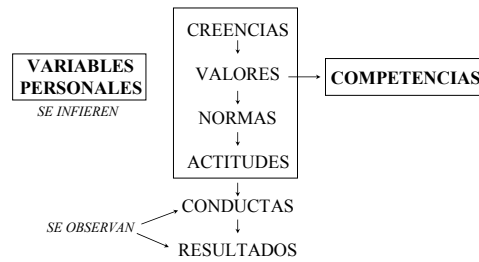 CREENCIAS
VARIABLES
PERSONALES
SE INFIEREN
VALORES
COMPETENCIAS
NORMAS
ACTITUDES
CONDUCTAS
SE OBSERVAN
RESULTADOS